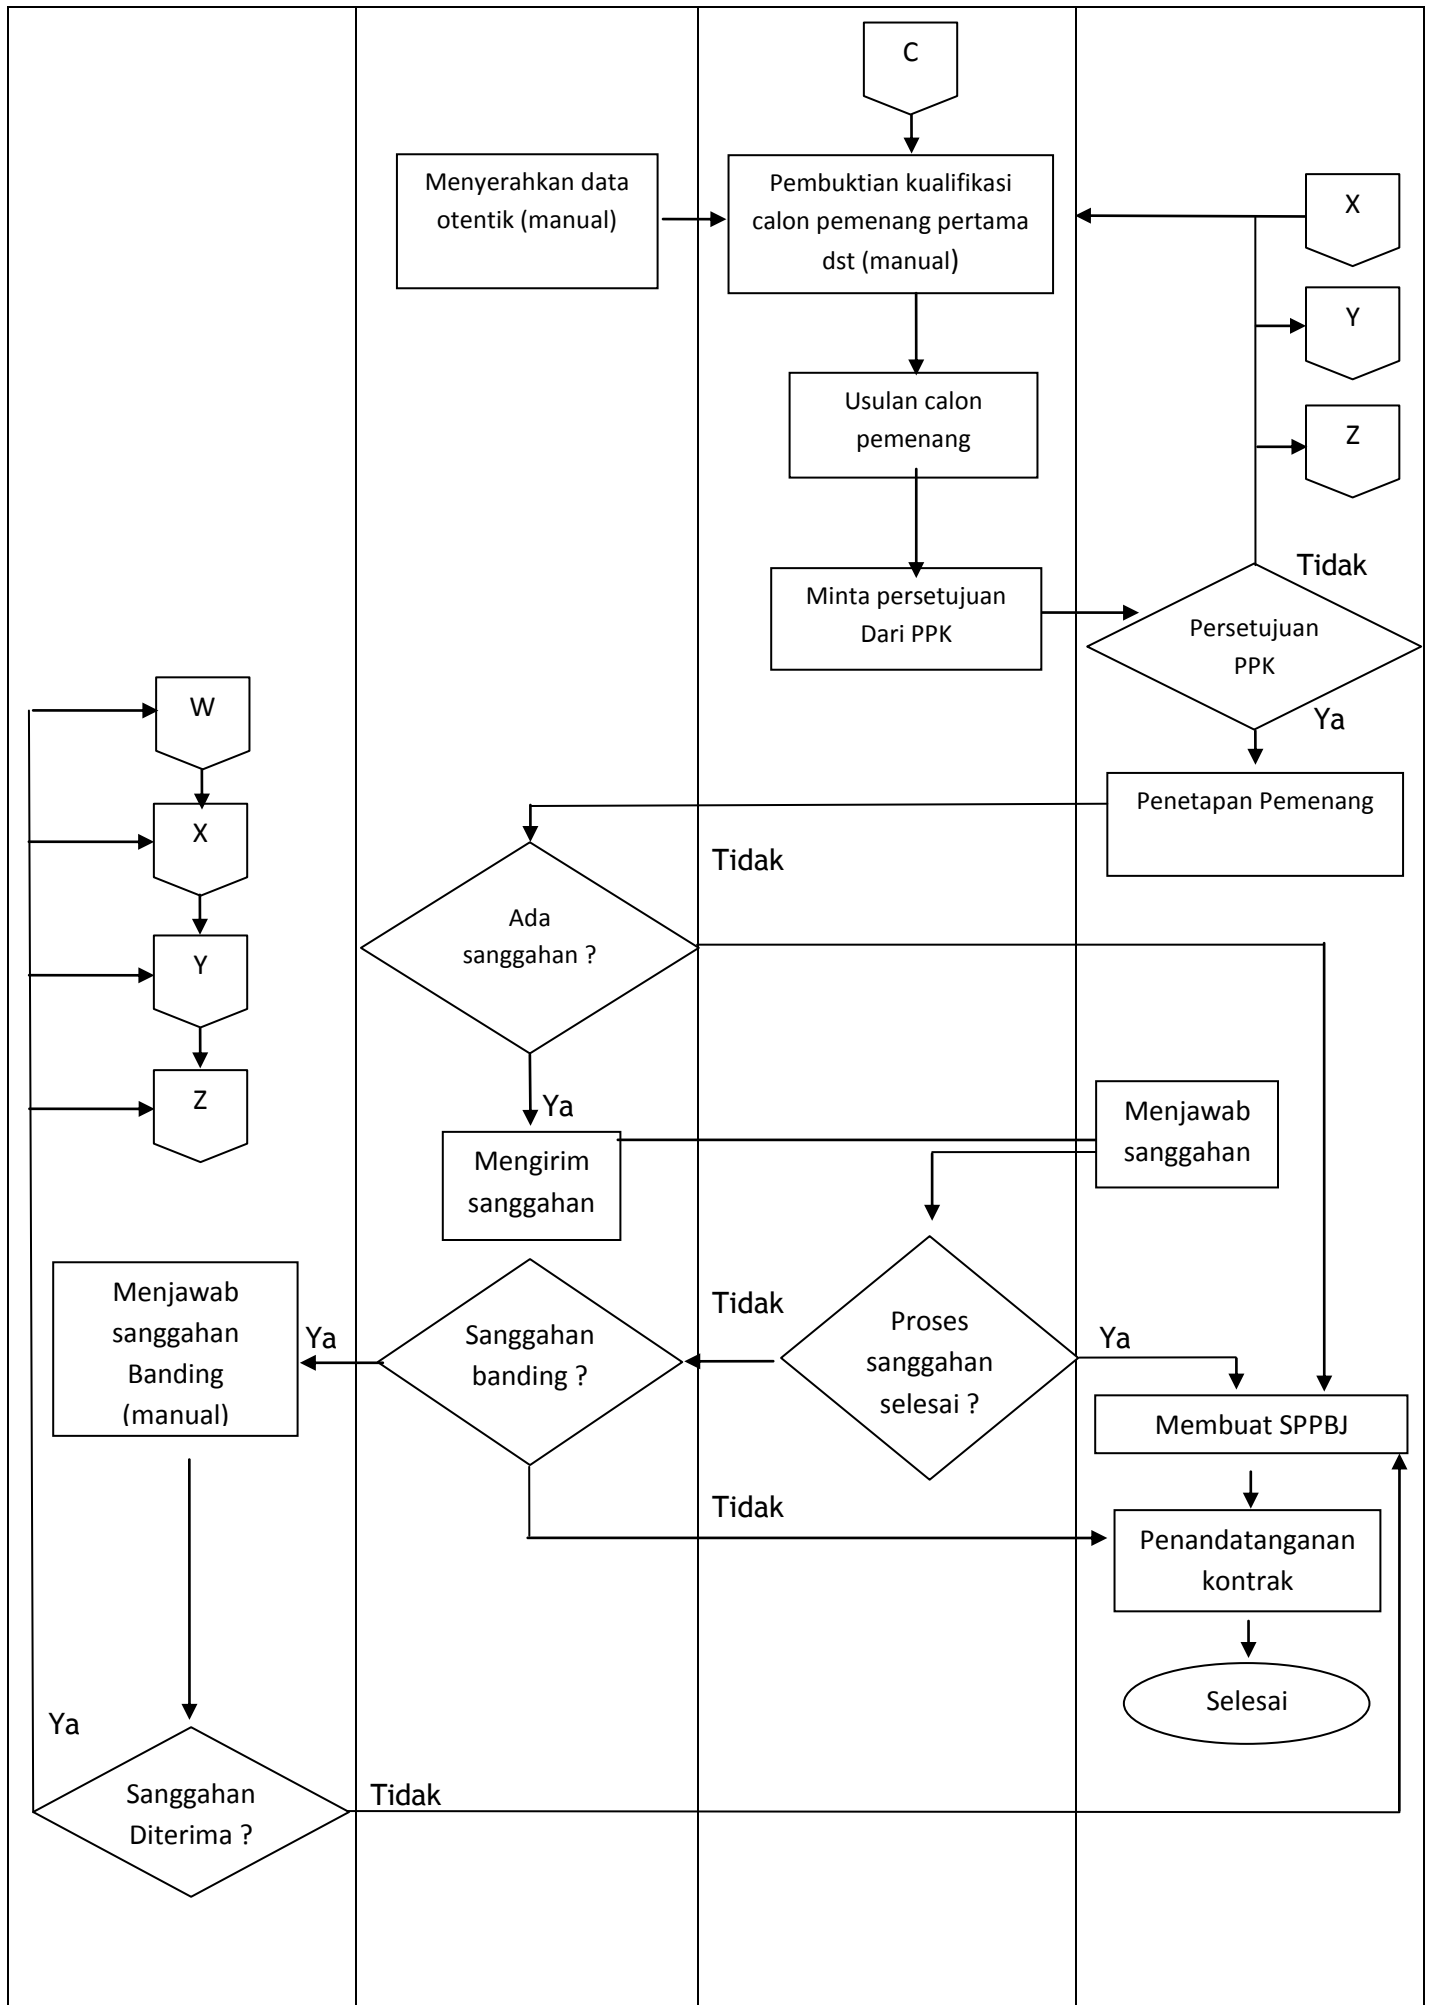 C
Menyerahkan data
otentik (manual)
Pembuktian kualifikasi
calon pemenang pertama
dst (manual)
X
Y
Usulan calon
pemenang
Z
Tidak
Minta persetujuan
Dari PPK
Persetujuan
PPK
Ya
W
Penetapan Pemenang
X
Tidak
Ada
sanggahan ?
Y
Z
Ya
Menjawab
sanggahan
Mengirim
sanggahan
Menjawab
sanggahan
Banding
(manual)
Ya
Sanggahan
banding ?
Tidak
Proses
sanggahan
selesai ?
Ya
Membuat SPPBJ
Tidak
Penandatanganan
kontrak
Selesai
Ya
Sanggahan
Diterima ?
Tidak